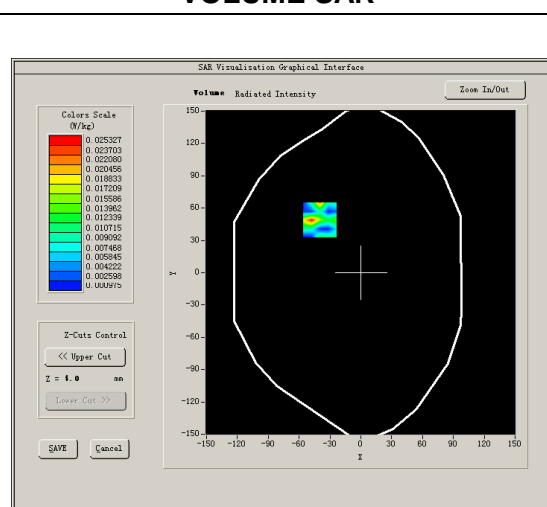 VOLUME SAR
SAR Visualisation Graphical Interface
Volume Radiated Intensity
Zoom In/Out
Colors Scale
(W/kg)
0.025327
0.023703
0.022080
0.020456
0.018833
0.017209
0.015586
0.013962
0.012339
0.010715
0.009092
0.007468
0.005845
0.004222
0.002598
0.000975
150
120
90
60
30
0
-30
-60
-90
-120
-150
Y
-150 -120 -90 -60 -30 0 30 60 90 120 150
X
Z-Cuts Control
<< Upper Cut
Z = 4.0 mm
Lower Cut >>
SAVE Cancel